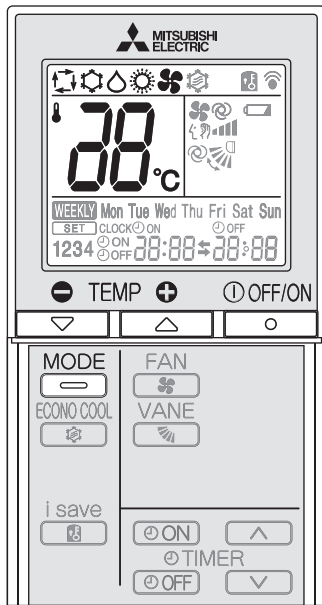 MITSUBISHI
ELECTRIC
88°C
WEEKLY Mon Tue Wed Thu Fri Sat Sun
SET CLOCK ON OFF
1234 ON OFF 88:88 88:88
TEMP OFF/ON
MODE FAN
ECONO COOL VANE
i save
ON
TIMER
OFF